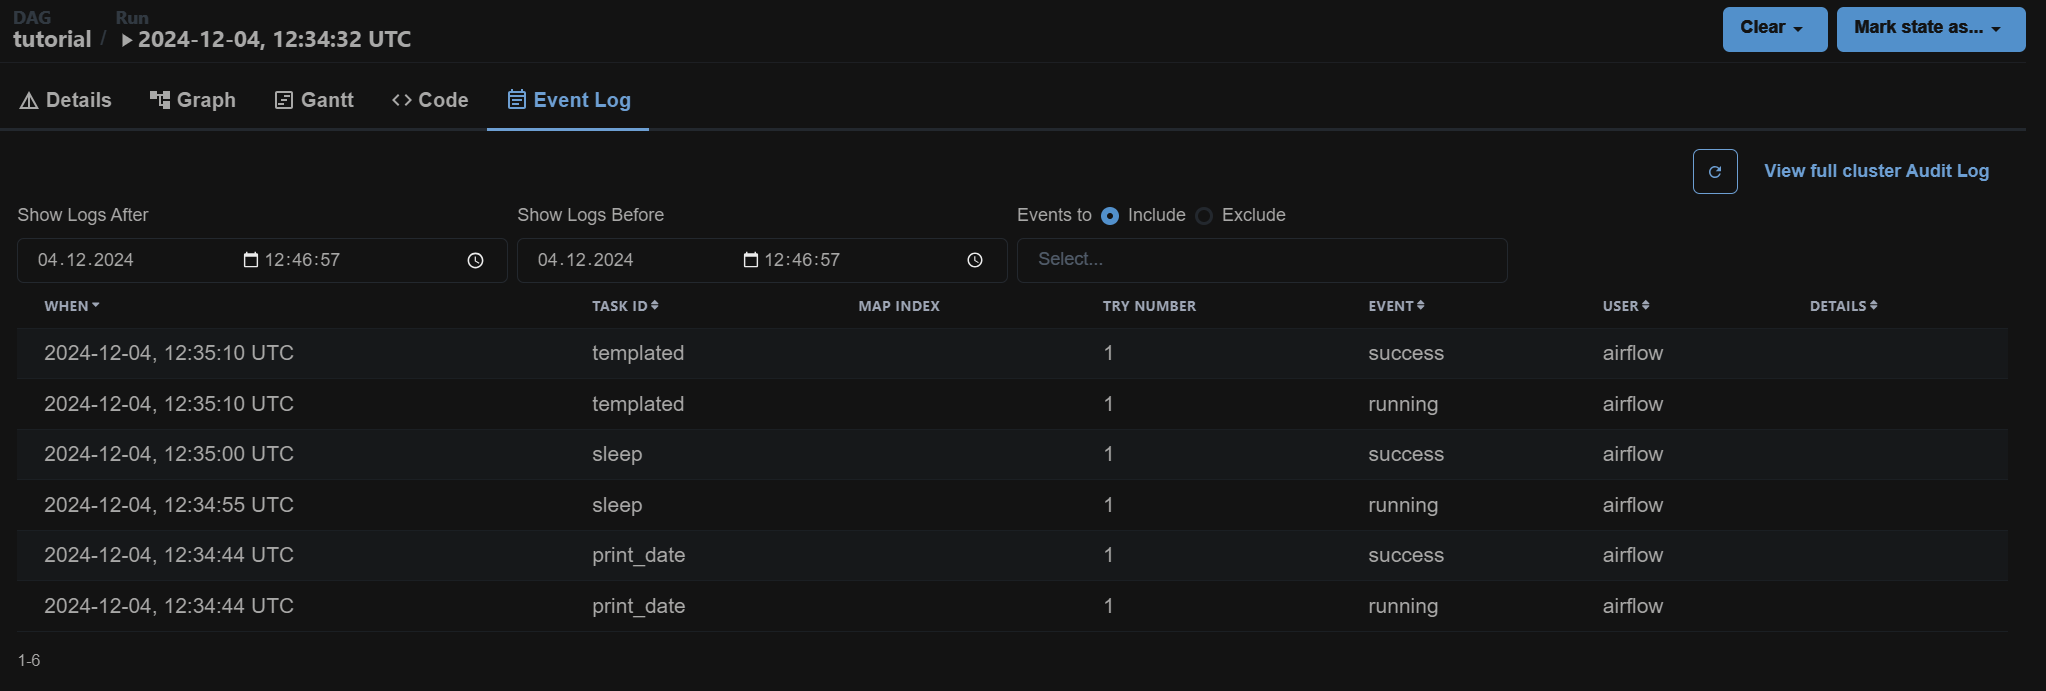 DAG Run
tutorial / 2024-12-04, 12:34:32 UTC
Clear Mark state as...
Details Graph Gantt Code Event Log
View full cluster Audit Log
Show Logs After Show Logs Before Events to Include Exclude
04.12.2024 12:46:57 04.12.2024 12:46:57 Select...
WHEN TASK ID MAP INDEX TRY NUMBER EVENT USER DETAILS
2024-12-04, 12:35:10 UTC templated 1 success airflow
2024-12-04, 12:35:10 UTC templated 1 running airflow
2024-12-04, 12:35:00 UTC sleep 1 success airflow
2024-12-04, 12:34:55 UTC sleep 1 running airflow
2024-12-04, 12:34:44 UTC print_date 1 success airflow
2024-12-04, 12:34:44 UTC print_date 1 running airflow
1-6